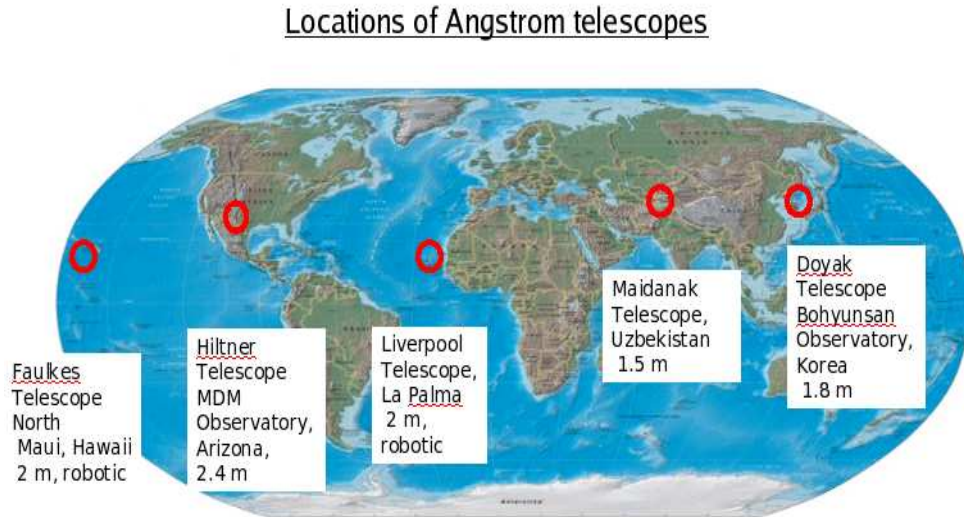 Locations of Angstrom telescopes
Faulkes
Telescope
North
Maui, Hawaii
2 m, robotic
Hiltner
Telescope
MDM
Observatory,
Arizona,
2.4 m
Liverpool
Telescope,
La Palma
2 m,
robotic
Maidanak
Telescope,
Uzbekistan
1.5 m
Doyak
Telescope
Bohyunsan
Observatory,
Korea
1.8 m